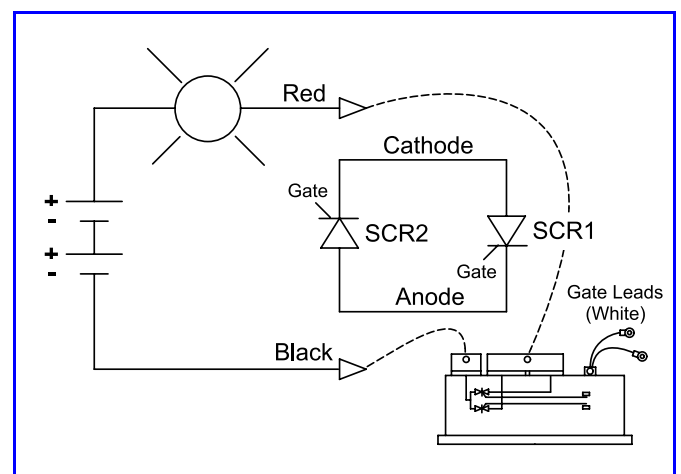 Red
Cathode
Gate
+
-
SCR2
SCR1
+
-
Gate
Anode
Gate Leads
(White)
Black